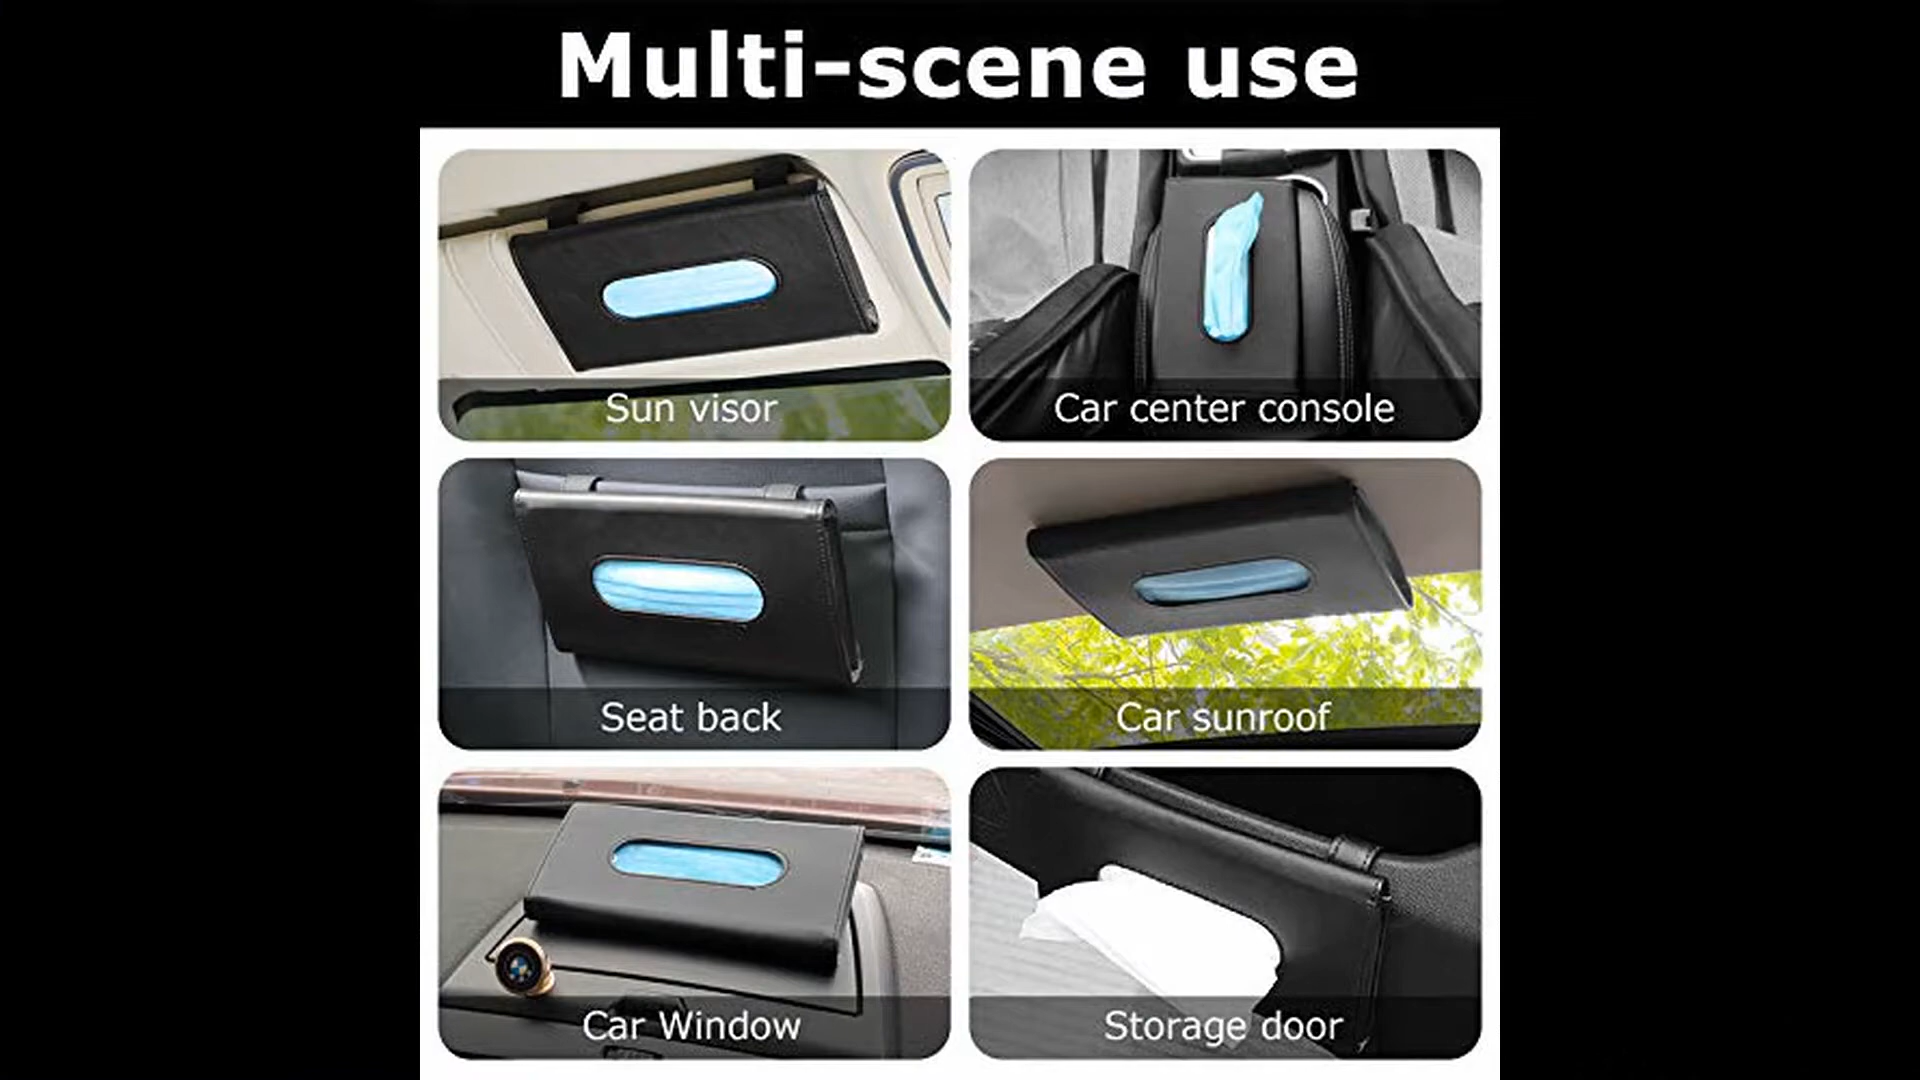 Multi-scene use
Sun visor
Car center console
Seat back
Car sunroof
Car Window
Storage door